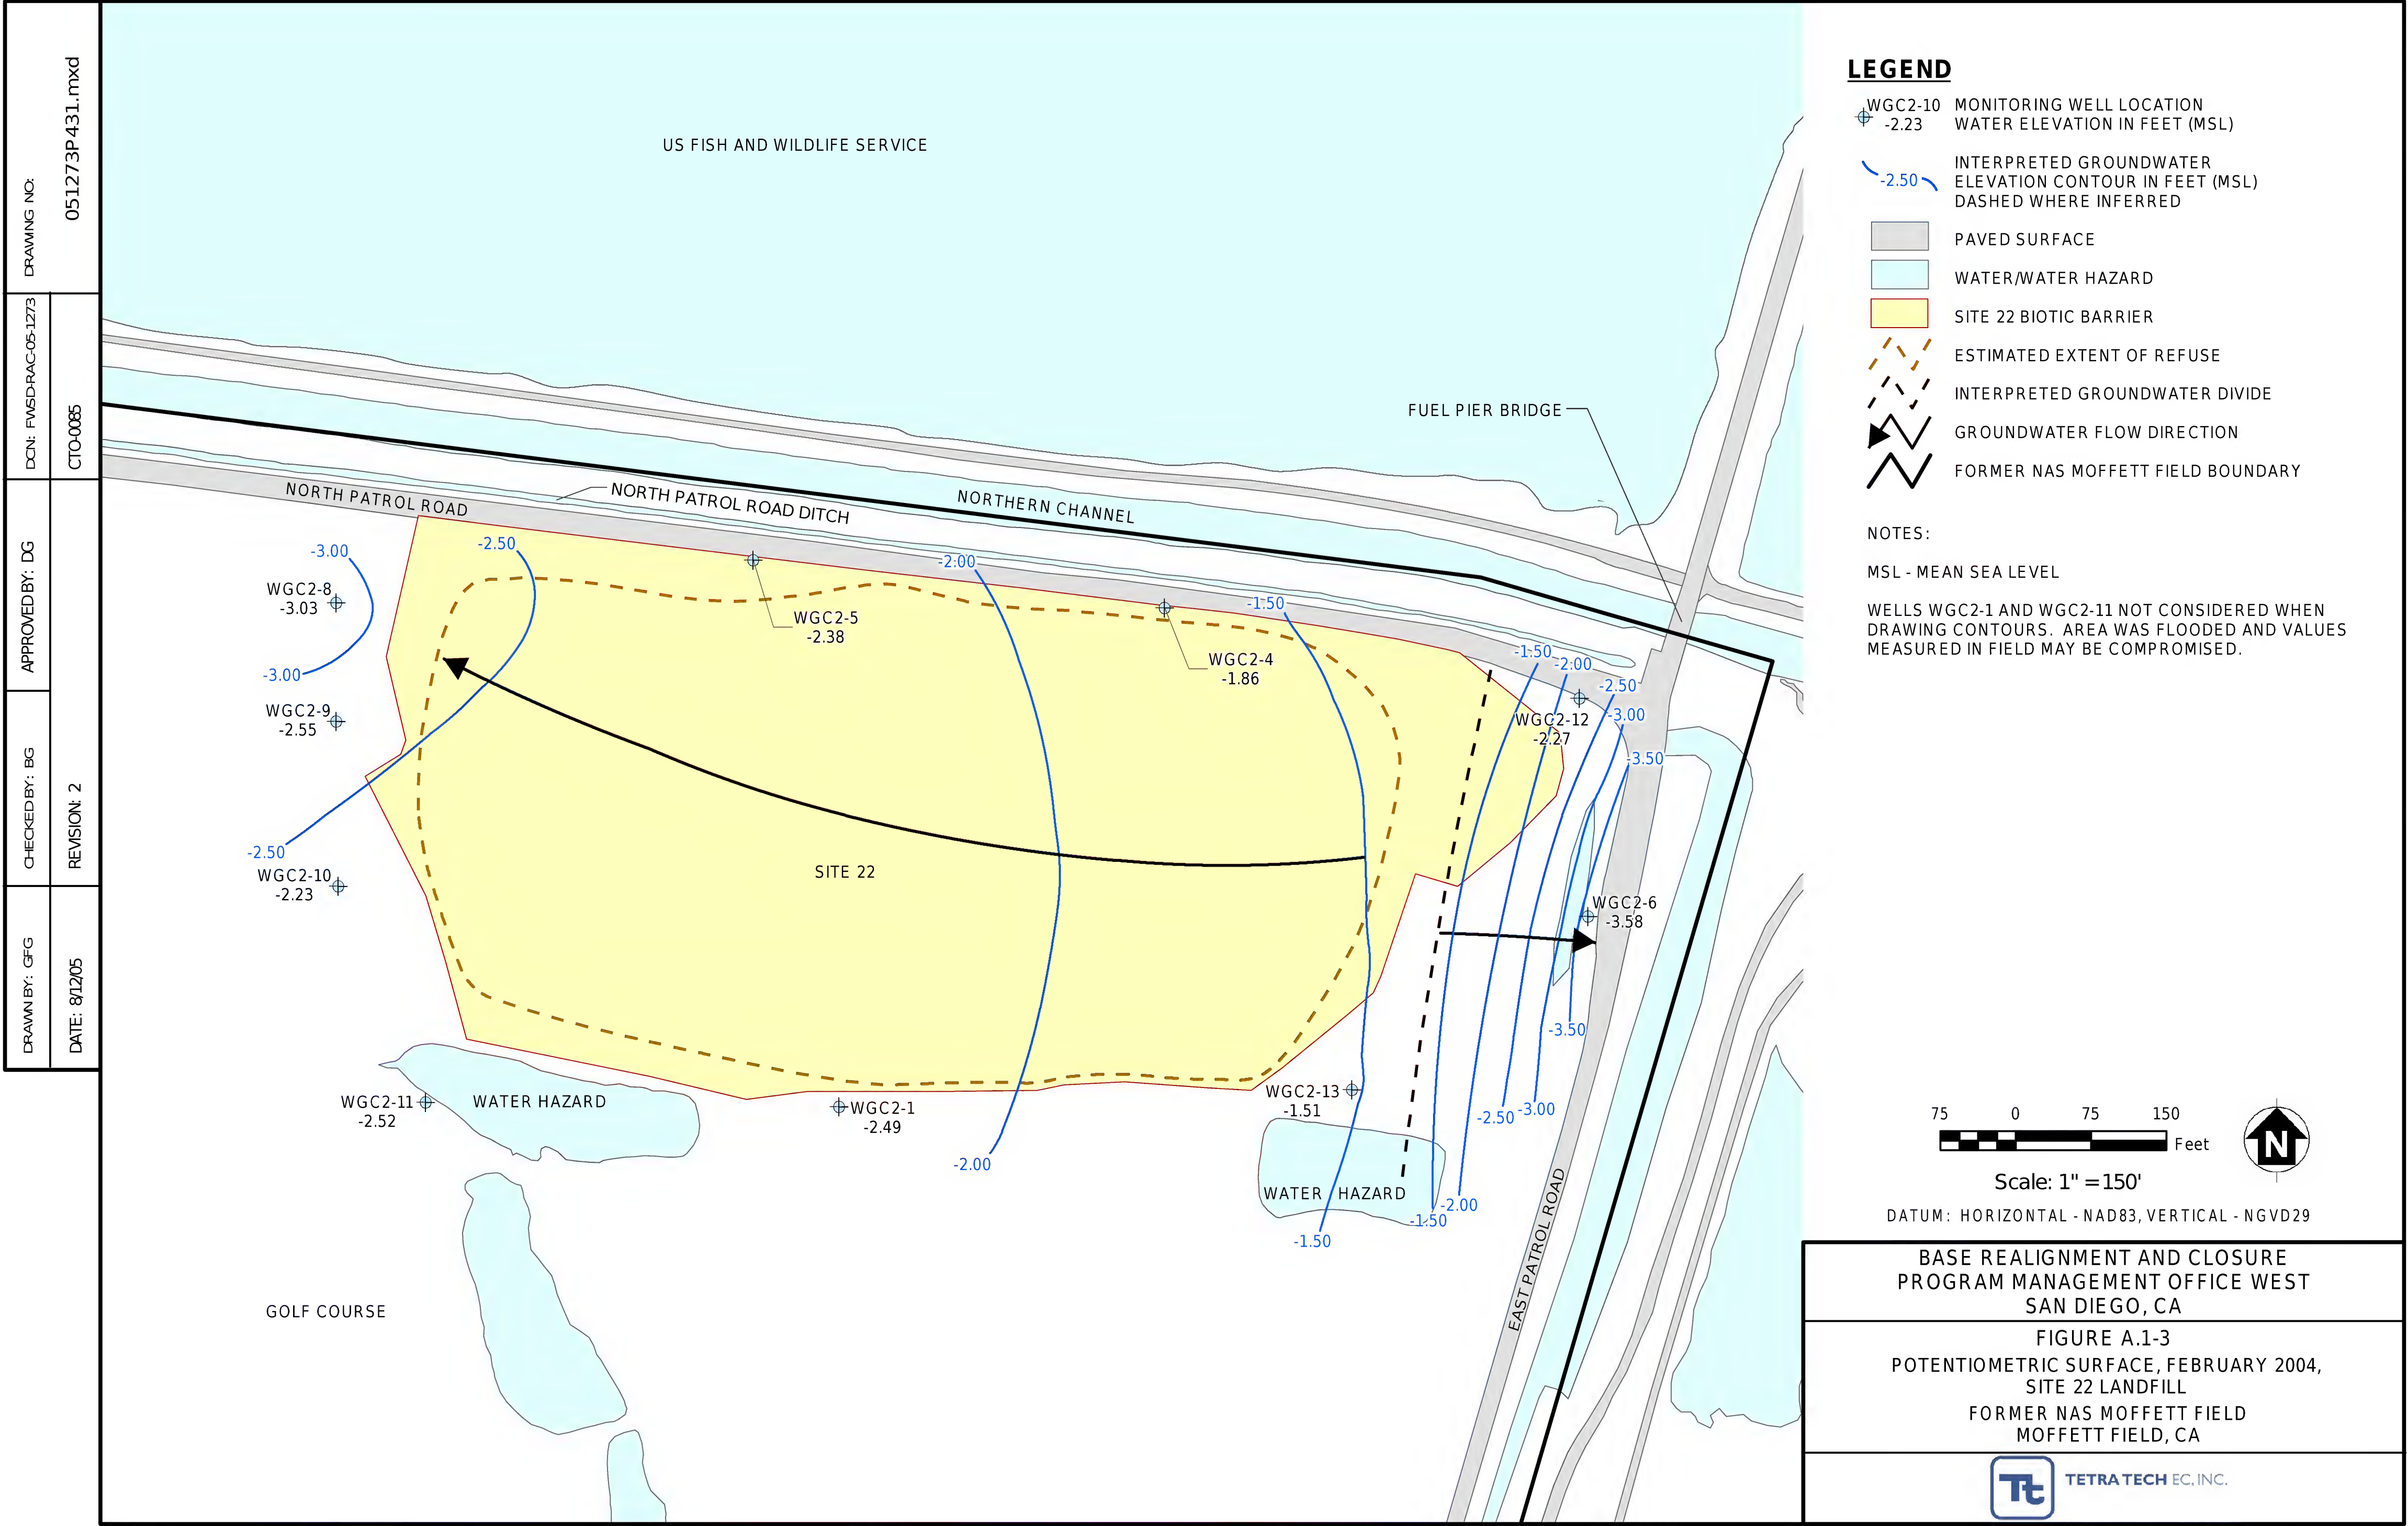 DRAWING NO:
051273P4431.mxd
DCN: FWSD-RAC-05-1273
CTO-0085
APPROVED BY: DG
CHECKED BY: BG
REVISION: 2
DRAWN BY: GFG
DATE: 8/12/05
US FISH AND WILDLIFE SERVICE
FUEL PIER BRIDGE
NORTH PATROL ROAD
NORTH PATROL ROAD DITCH
NORTHERN CHANNEL
-3.00
-2.50
-2.00
-1.50
-1.50
-2.00
-2.50
-3.00
-3.50
WGC2-8
-3.03
WGC2-5
-2.38
WGC2-4
-1.86
-3.00
WGC2-9
-2.55
WGC2-12
-2.27
-2.50
WGC2-10
-2.23
SITE 22
WGC2-6
-3.58
-3.50
WGC2-11
-2.52
WATER HAZARD
WGC2-1
-2.49
WGC2-13
-1.51
-2.50
-3.00
-2.00
WATER HAZARD
-2.00
-1.50
-1.50
GOLF COURSE
EAST PATROL ROAD
LEGEND
WGC2-10
-2.23
MONITORING WELL LOCATION
WATER ELEVATION IN FEET (MSL)
-2.50
INTERPRETED GROUNDWATER
ELEVATION CONTOUR IN FEET (MSL)
DASHED WHERE INFERRED
PAVED SURFACE
WATER/WATER HAZARD
SITE 22 BIOTIC BARRIER
ESTIMATED EXTENT OF REFUSE
INTERPRETED GROUNDWATER DIVIDE
GROUNDWATER FLOW DIRECTION
FORMER NAS MOFFETT FIELD BOUNDARY
NOTES:
MSL - MEAN SEA LEVEL
WELLS WGC2-1 AND WGC2-11 NOT CONSIDERED WHEN
DRAWING CONTOURS. AREA WAS FLOODED AND VALUES
MEASURED IN FIELD MAY BE COMPROMISED.
75 0 75 150
Feet
N
Scale: 1" = 150'
DATUM: HORIZONTAL - NAD83, VERTICAL - NGVD29
BASE REALIGNMENT AND CLOSURE
PROGRAM MANAGEMENT OFFICE WEST
SAN DIEGO, CA
FIGURE A.1-3
POTENTIOMETRIC SURFACE, FEBRUARY 2004,
SITE 22 LANDFILL
FORMER NAS MOFFETT FIELD
MOFFETT FIELD, CA
Tt
TETRA TECH EC, INC.